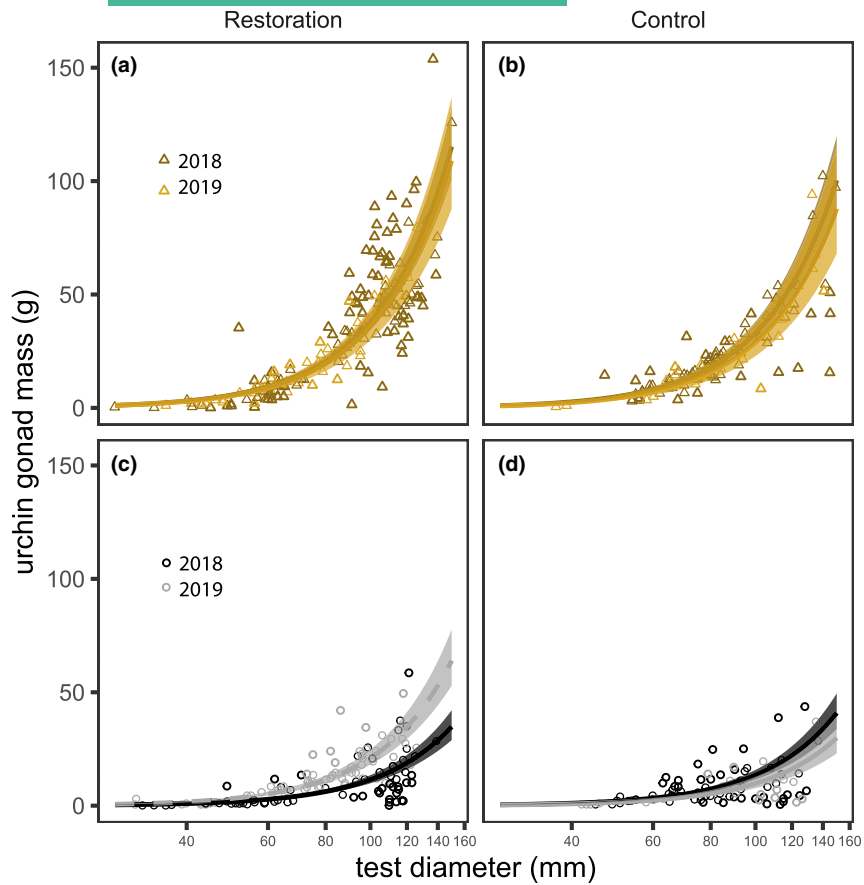 Restoration
Control
(a)
(b)
2018
2019
150
100
50
0
(c)
(d)
2018
2019
150
100
50
0
urchin gonad mass (g)
40 60 80 100 120 140 160
40 60 80 100 120 140 160
test diameter (mm)